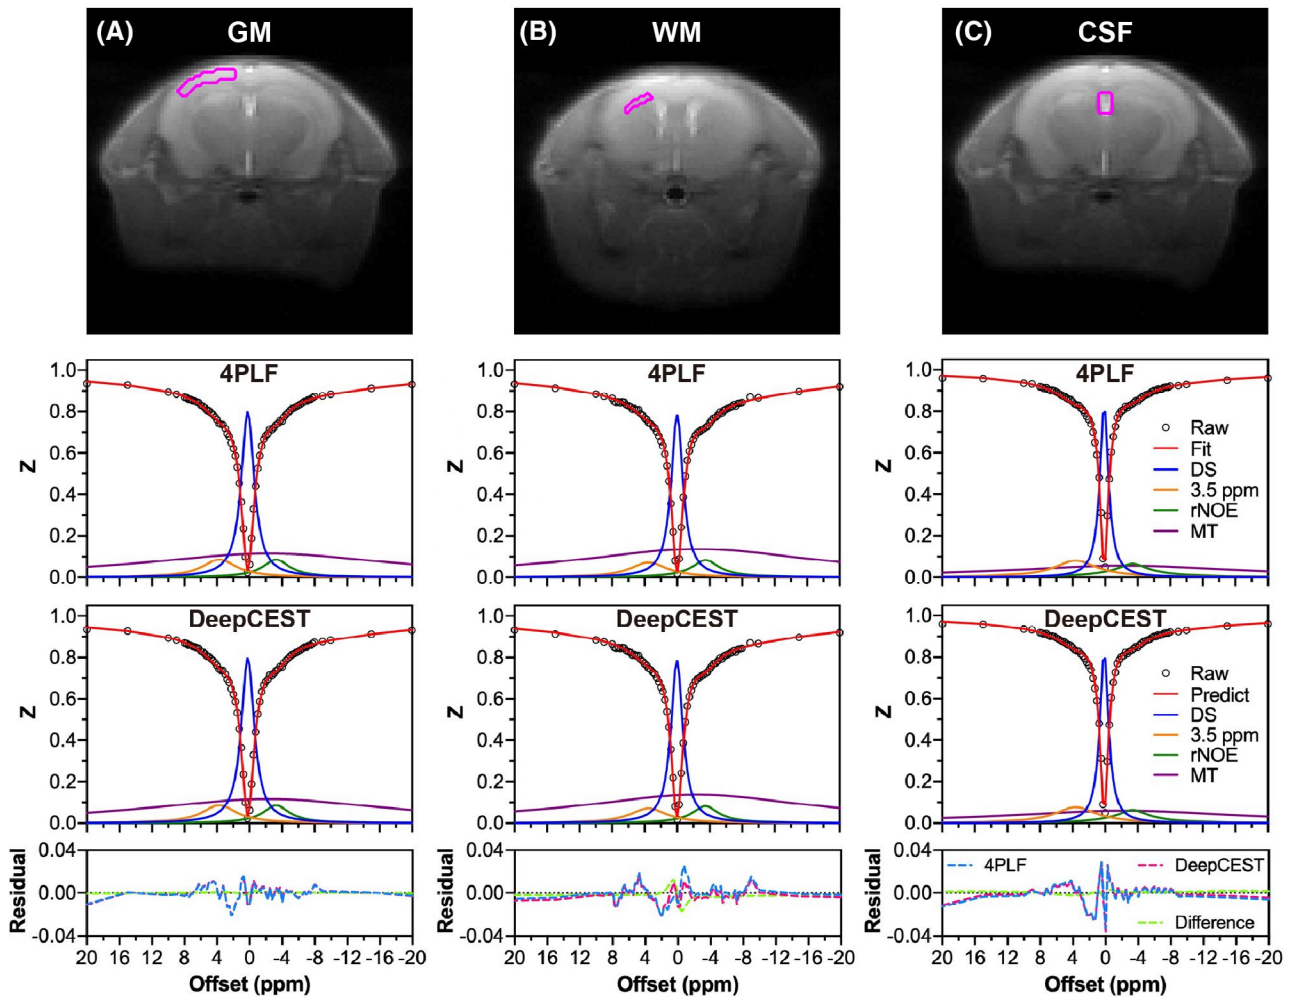 (A) GM
(B) WM
(C) CSF
1.0
0.8
0.6
0.4
0.2
0.0
Z
4PLF
1.0
0.8
0.6
0.4
0.2
0.0
Z
4PLF
1.0
0.8
0.6
0.4
0.2
0.0
Z
4PLF
Raw
Fit
DS
3.5 ppm
rNOE
MT
1.0
0.8
0.6
0.4
0.2
0.0
Z
DeepCEST
1.0
0.8
0.6
0.4
0.2
0.0
Z
DeepCEST
1.0
0.8
0.6
0.4
0.2
0.0
Z
DeepCEST
Raw
Predict
DS
3.5 ppm
rNOE
MT
0.04
0.00
-0.04
Residual
20 16 12 8 4 0 -4 -8 -12 -16 -20
Offset (ppm)
0.04
0.00
-0.04
Residual
20 16 12 8 4 0 -4 -8 -12 -16 -20
Offset (ppm)
0.04
0.00
-0.04
Residual
4PLF
DeepCEST
Difference
20 16 12 8 4 0 -4 -8 -12 -16 -20
Offset (ppm)